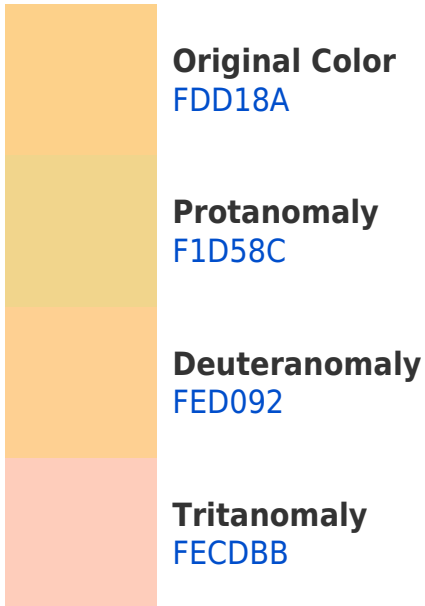 Original Color
FDD18A
Protanomaly
F1D58C
Deuteranomaly
FED092
Tritanomaly
FECDBB